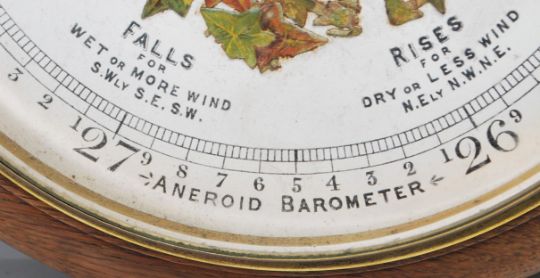 FALLS
FOR
WET OR MORE WIND
S.WLY S.E. S.W.
RISES
FOR
DRY OR LESS WIND
N.ELY N.W.N.E.
3 2 1 27 9 8 7 6 5 4 3 2 1 26 9
ANEROID BAROMETER